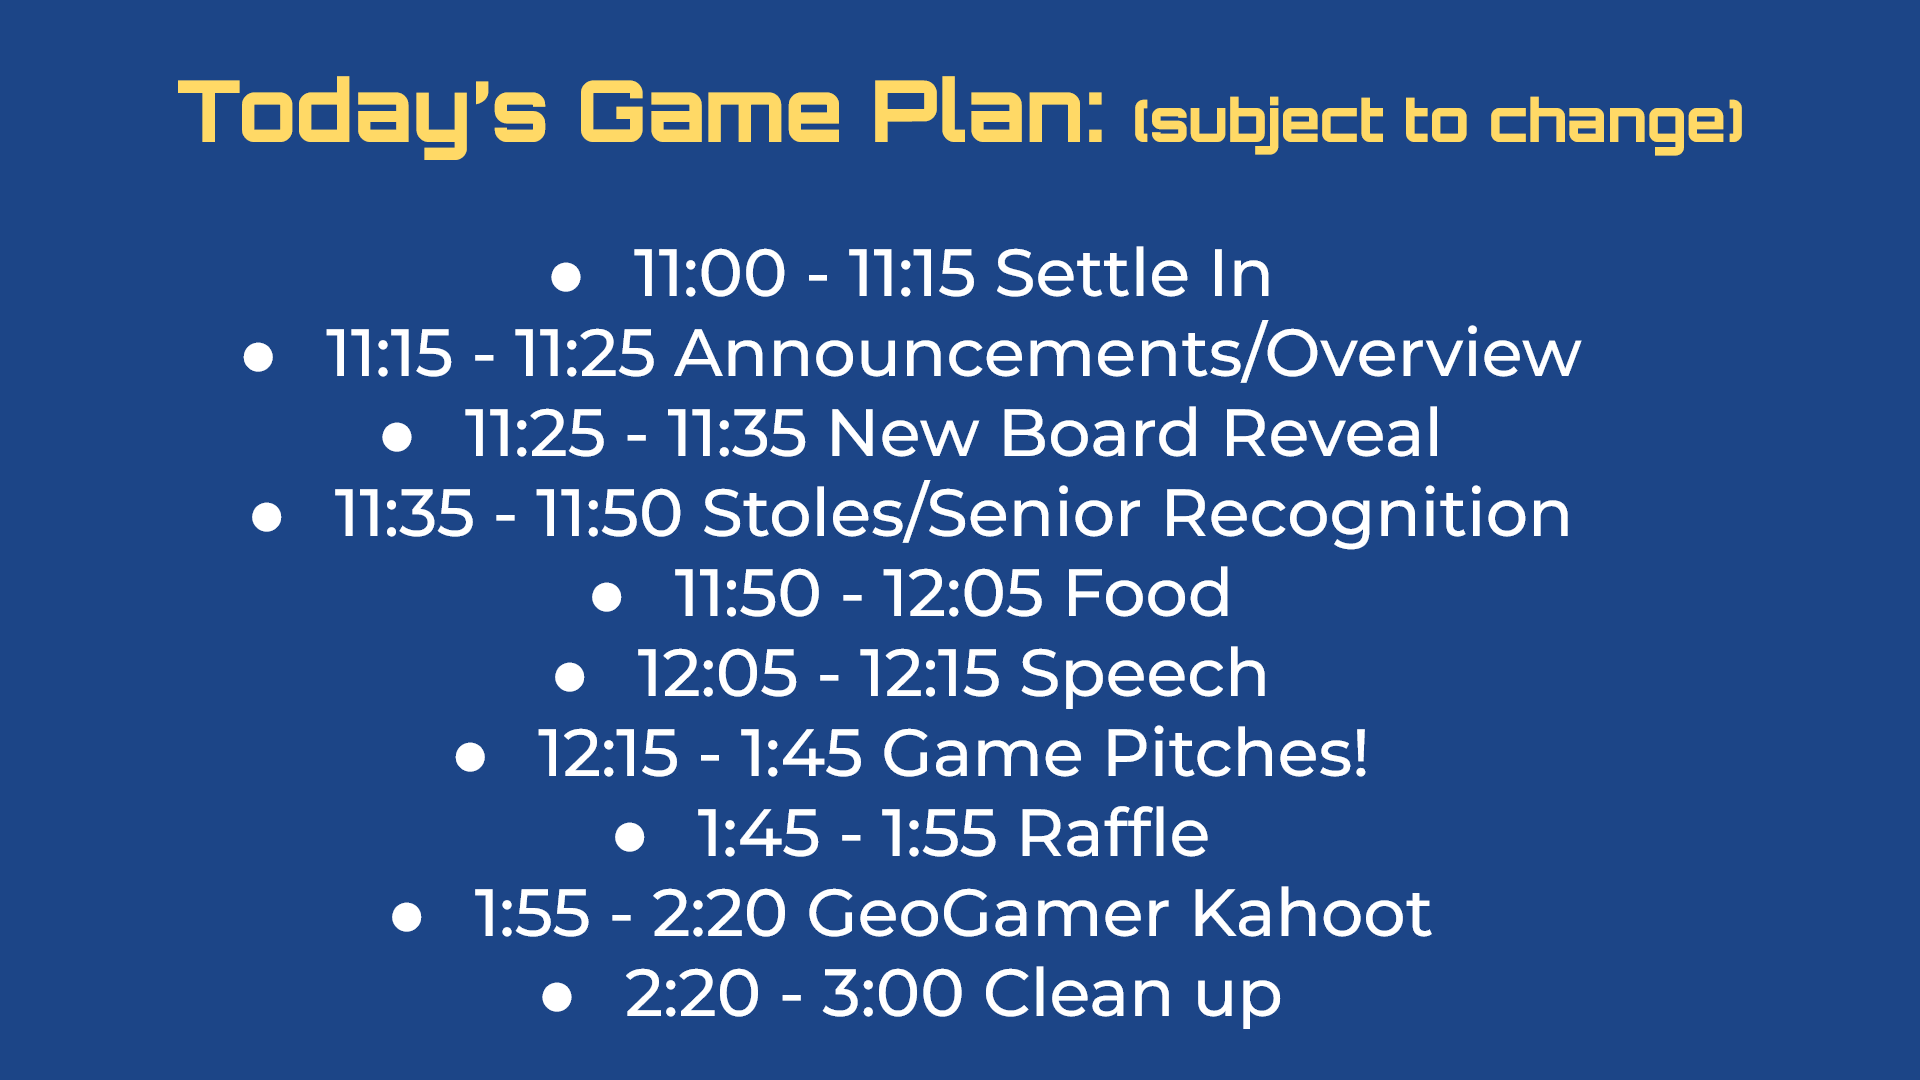 Today's Game Plan: (subject to change)
● 11:00 - 11:15 Settle In
● 11:15 - 11:25 Announcements/Overview
● 11:25 - 11:35 New Board Reveal
● 11:35 - 11:50 Stoles/Senior Recognition
● 11:50 - 12:05 Food
● 12:05 - 12:15 Speech
● 12:15 - 1:45 Game Pitches!
● 1:45 - 1:55 Raffle
● 1:55 - 2:20 GeoGamer Kahoot
● 2:20 - 3:00 Clean up